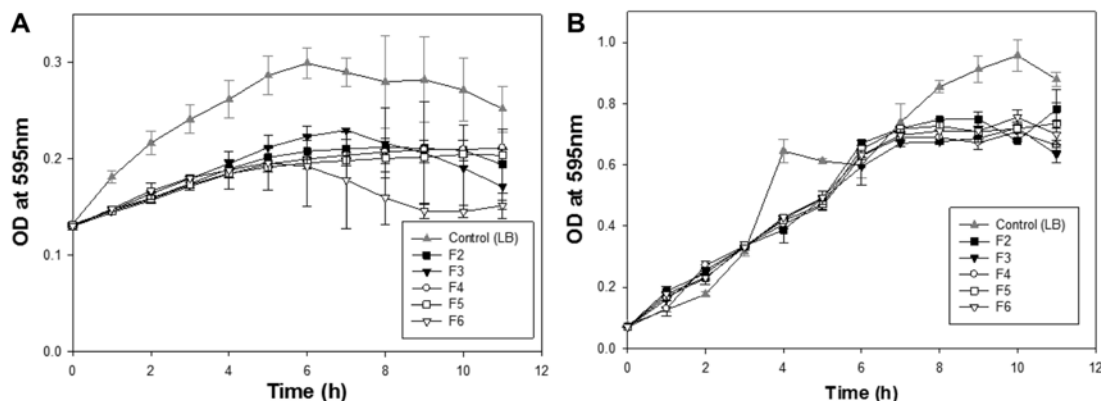 A
OD at 595nm
0.3
0.2
0.1
0.0
Control (LB)
F2
F3
F4
F5
F6
0 2 4 6 8 10 12
Time (h)
B
OD at 595nm
1.0
0.8
0.6
0.4
0.2
0.0
Control (LB)
F2
F3
F4
F5
F6
0 2 4 6 8 10 12
Time (h)